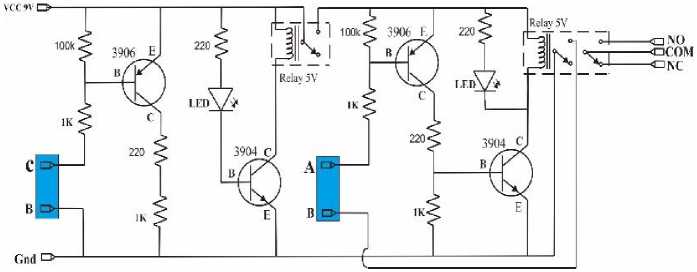 VCC 9V
100k
3906
E
B
C
1K
220
1K
220
LED
3904
C
B
E
Relay 5V
C
B
Gnd
100k
3906
E
B
C
1K
220
1K
220
LED
3904
C
B
E
Relay 5V
A
B
NO
COM
NC